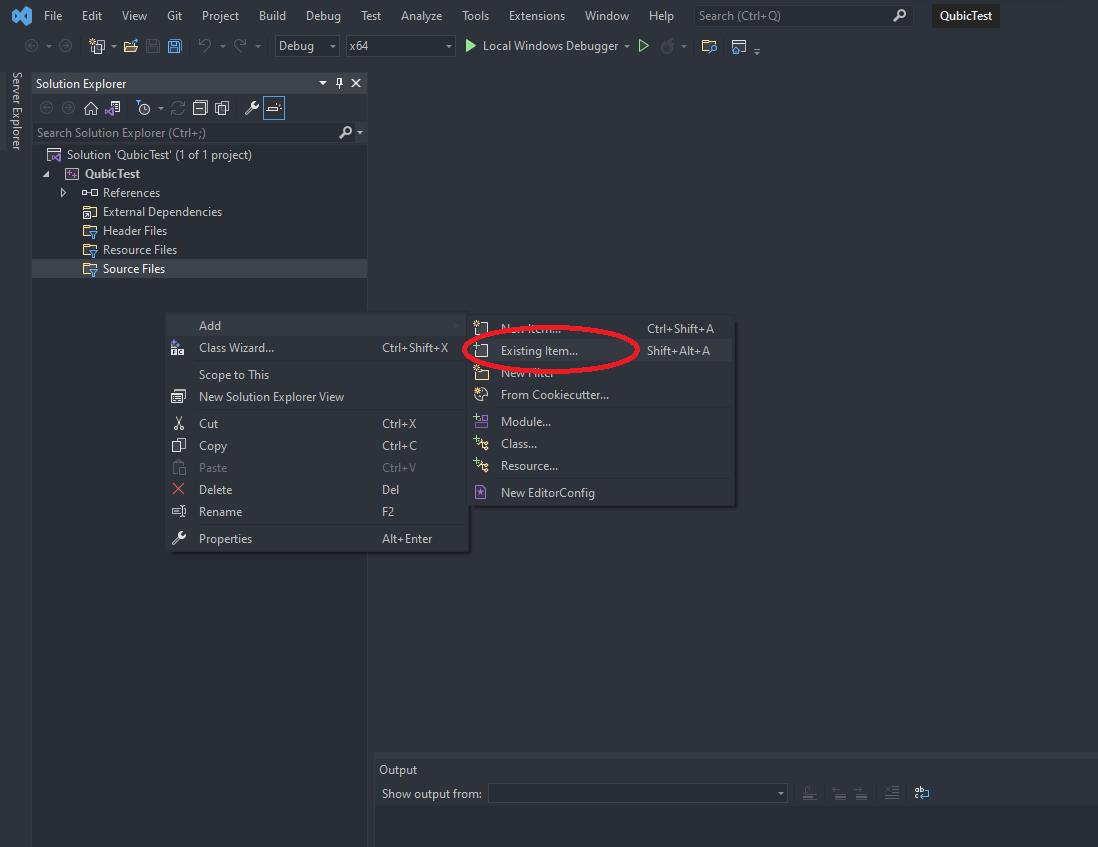 File Edit View Git Project Build Debug Test Analyze Tools Extensions Window Help Search (Ctrl+Q) QubicTest
Debug x64 Local Windows Debugger
Server Explorer
Solution Explorer
Search Solution Explorer (Ctrl+;)
Solution 'QubicTest' (1 of 1 project)
QubicTest
References
External Dependencies
Header Files
Resource Files
Source Files
Add
Class Wizard... Ctrl+Shift+X
Scope to This
New Solution Explorer View
Cut Ctrl+X
Copy Ctrl+C
Paste Ctrl+V
Delete Del
Rename F2
Properties Alt+Enter
New Item... Ctrl+Shift+A
Existing Item... Shift+Alt+A
New Filter
From Cookiecutter...
Module...
Class...
Resource...
New EditorConfig
Output
Show output from: